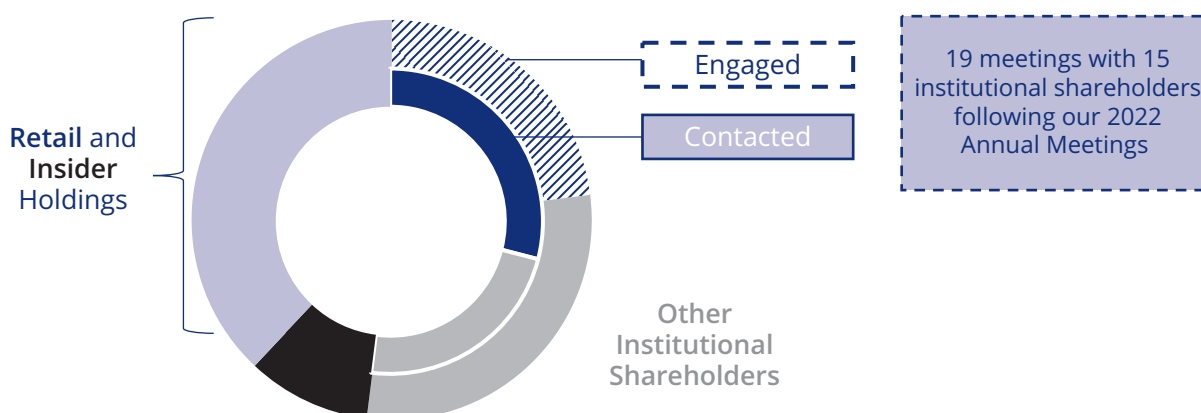 Retail and
Insider
Holdings
Engaged
Contacted
19 meetings with 15
institutional shareholders
following our 2022
Annual Meetings
Other
Institutional
Shareholders